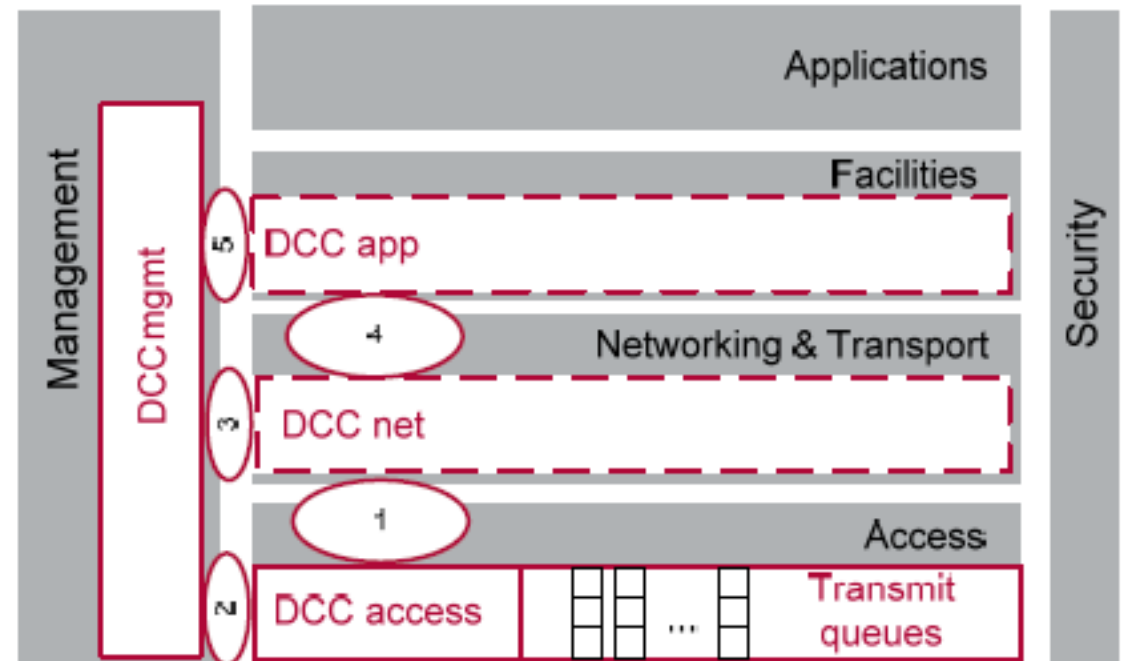 Applications
Management
DCC mgmt
Security
Facilities
5
DCC app
4
Networking & Transport
3
DCC net
1
Access
2
DCC access
...
Transmit
queues